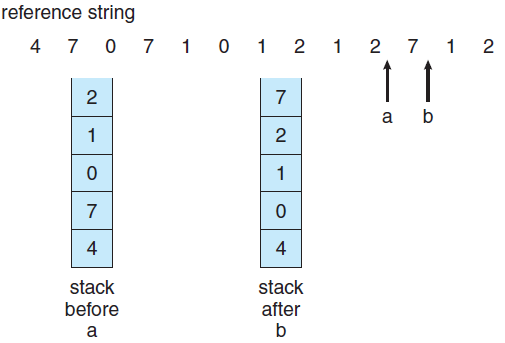 reference string
4 7 0 7 1 0 1 2 1 2 7 1 2
a b
2
1
0
7
4
stack
before
a
7
2
1
0
4
stack
after
b